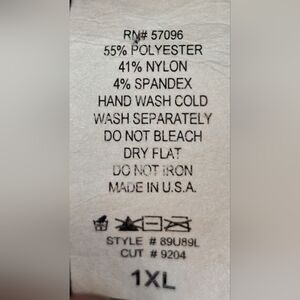 RN# 57096
55% POLYESTER
41% NYLON
4% SPANDEX
HAND WASH COLD
WASH SEPARATELY
DO NOT BLEACH
DRY FLAT
DO NOT IRON
MADE IN U.S.A.
STYLE # 89U89L
CUT # 9204
1XL